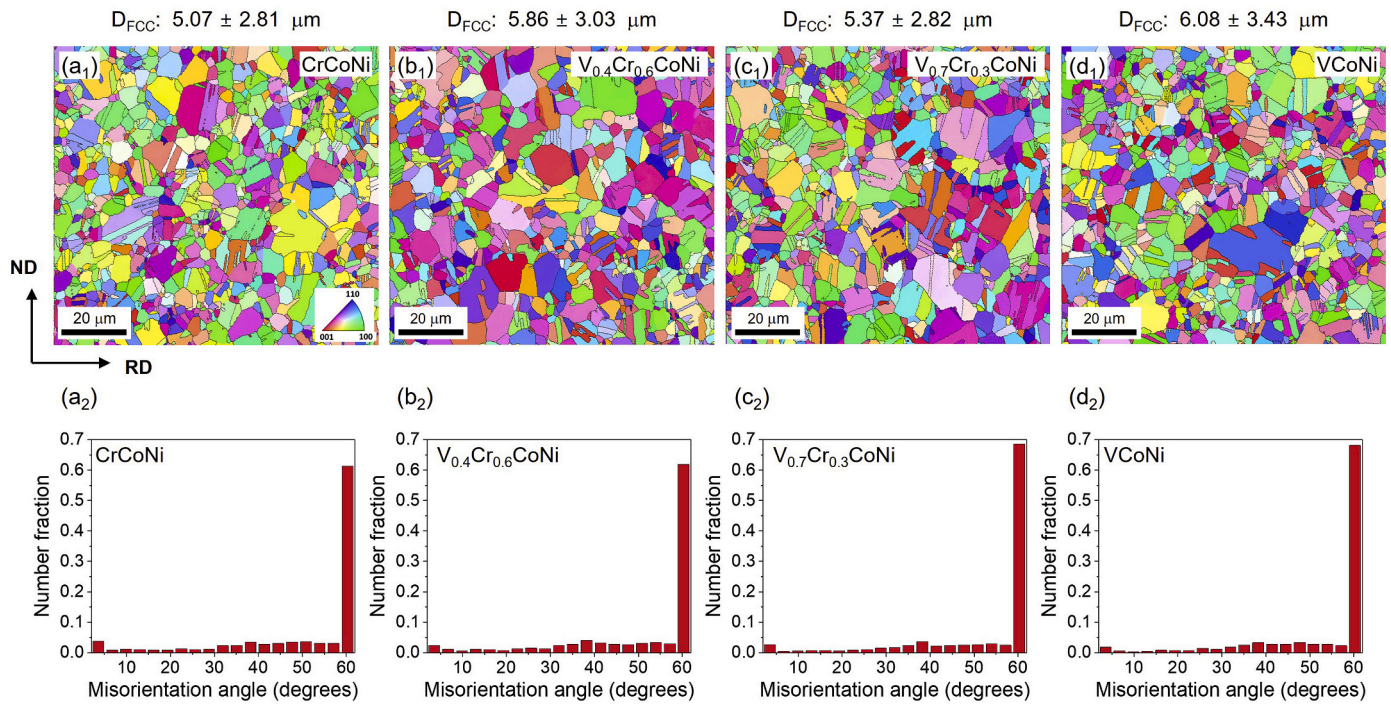 D_FCC: 5.07 ± 2.81 μm
D_FCC: 5.86 ± 3.03 μm
D_FCC: 5.37 ± 2.82 μm
D_FCC: 6.08 ± 3.43 μm
(a₁) CrCoNi
(b₁) V₀.₄Cr₀.₆CoNi
(c₁) V₀.₇Cr₀.₃CoNi
(d₁) VCoNi
ND
RD
20 μm
110
001 100
20 μm
20 μm
20 μm
(a₂)
CrCoNi
Number fraction
0.7
0.6
0.5
0.4
0.3
0.2
0.1
0.0
10 20 30 40 50 60
Misorientation angle (degrees)
(b₂)
V₀.₄Cr₀.₆CoNi
Number fraction
0.7
0.6
0.5
0.4
0.3
0.2
0.1
0.0
10 20 30 40 50 60
Misorientation angle (degrees)
(c₂)
V₀.₇Cr₀.₃CoNi
Number fraction
0.7
0.6
0.5
0.4
0.3
0.2
0.1
0.0
10 20 30 40 50 60
Misorientation angle (degrees)
(d₂)
VCoNi
Number fraction
0.7
0.6
0.5
0.4
0.3
0.2
0.1
0.0
10 20 30 40 50 60
Misorientation angle (degrees)